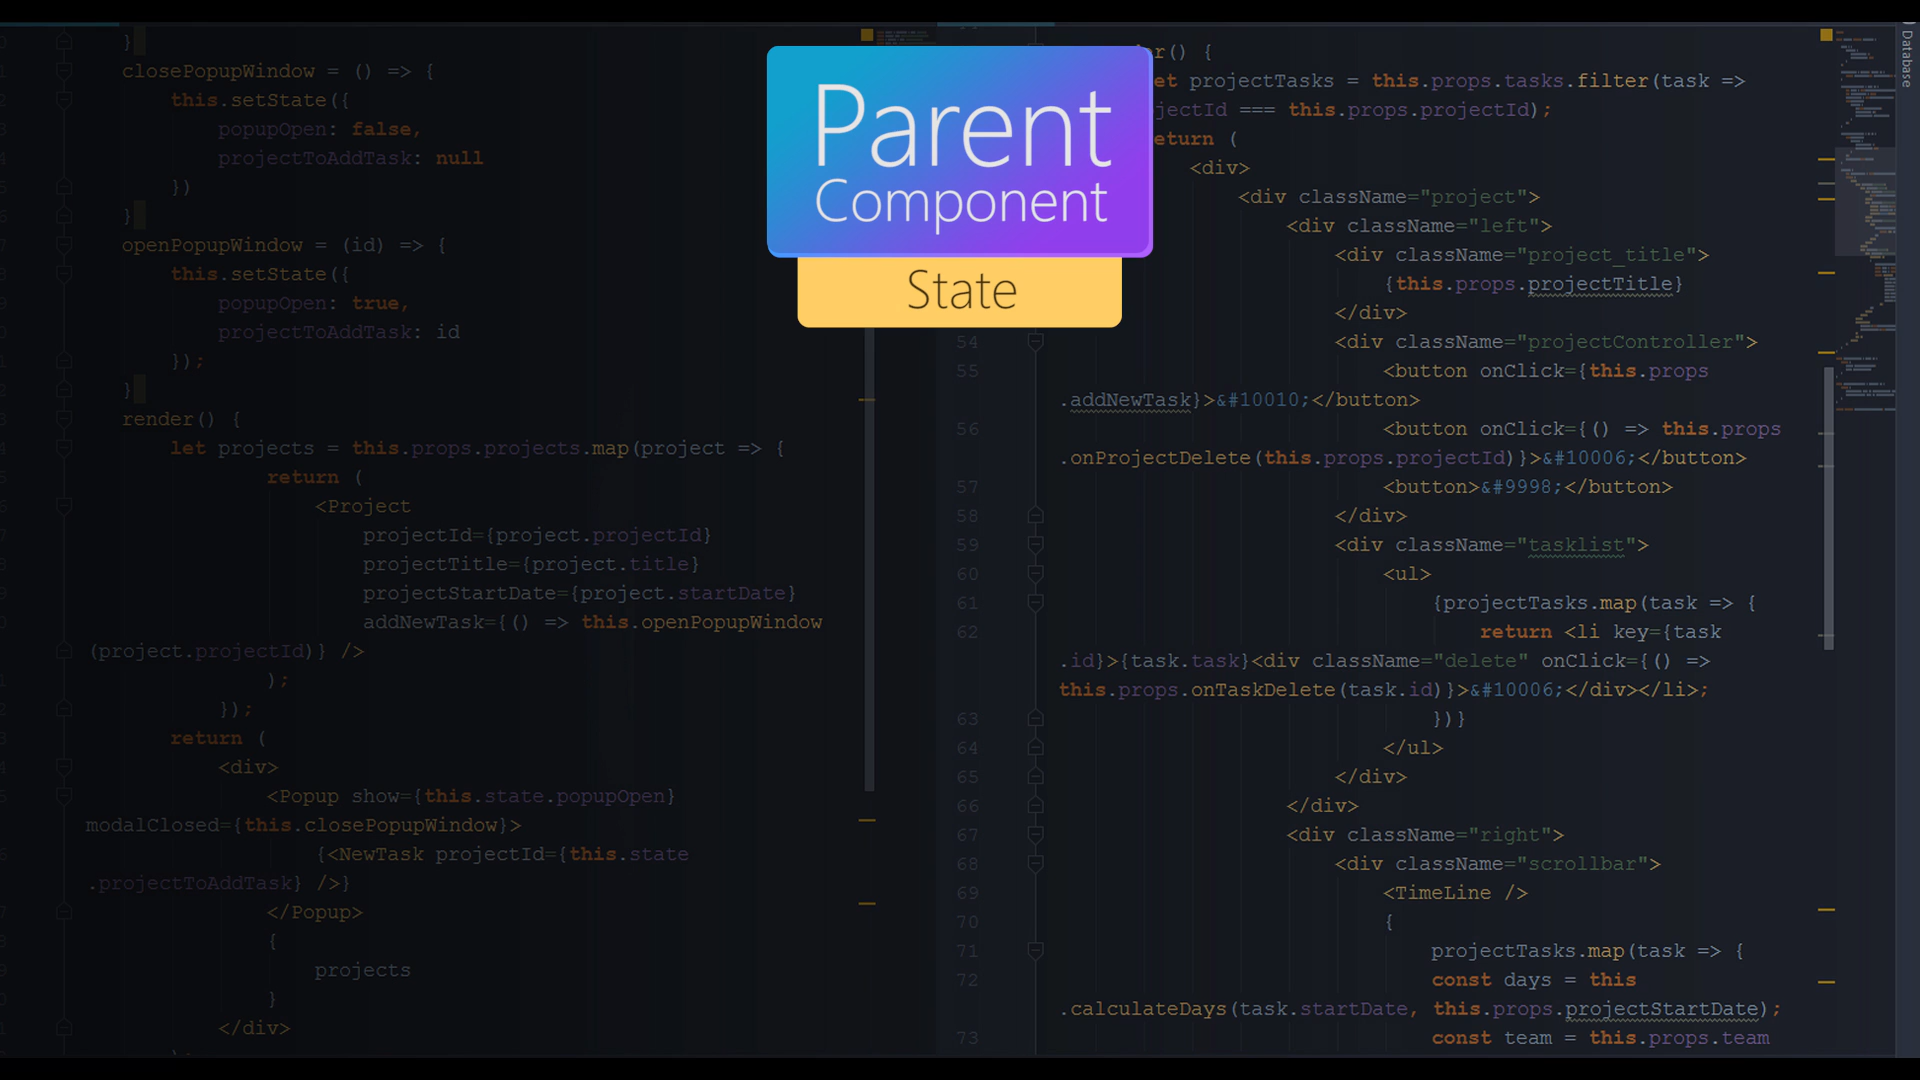 Parent
Component
State
}
closePopupWindow = () => {
this.setState({
popupOpen: false,
projectToAddTask: null
})
}
openPopupWindow = (id) => {
this.setState({
popupOpen: true,
projectToAddTask: id
});
}
render() {
let projects = this.props.projects.map(project => {
return (
<Project
projectId={project.projectId}
projectTitle={project.title}
projectStartDate={project.startDate}
addNewTask={() => this.openPopupWindow
(project.projectId)} />
);
});
return (
<div>
<Popup show={this.state.popupOpen}
modalClosed={this.closePopupWindow}>
{<NewTask projectId={this.state
.projectToAddTask} />}
</Popup>
{
projects
}
</div>
er() {
et projectTasks = this.props.tasks.filter(task =>
jectId === this.props.projectId);
eturn (
<div>
<div className="project">
<div className="left">
<div className="project_title">
{this.props.projectTitle}
</div>
54 <div className="projectController">
55 <button onClick={this.props
.addNewTask}>&#10010;</button>
56 <button onClick={() => this.props
.onProjectDelete(this.props.projectId)}>&#10006;</button>
57 <button>&#9998;</button>
58 </div>
59 <div className="tasklist">
60 <ul>
61 {projectTasks.map(task => {
62 return <li key={task
.id}>{task.task}<div className="delete" onClick={() =>
this.props.onTaskDelete(task.id)}>&#10006;</div></li>;
63 })}
64 </ul>
65 </div>
66 </div>
67 <div className="right">
68 <div className="scrollbar">
69 <TimeLine />
70 {
71 projectTasks.map(task => {
72 const days = this
.calculateDays(task.startDate, this.props.projectStartDate);
73 const team = this.props.team
Database